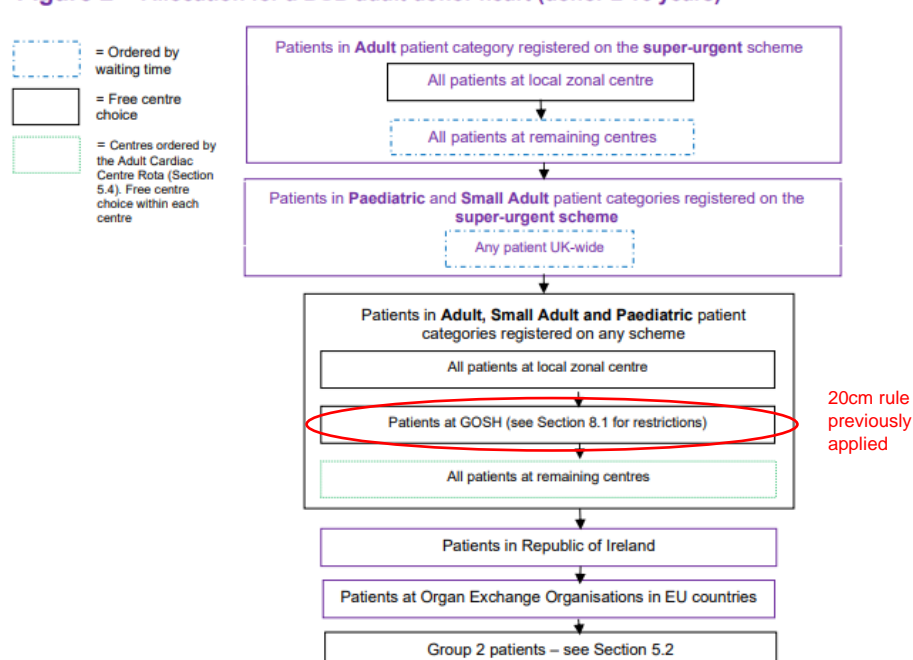 = Ordered by
waiting time
= Free centre
choice
= Centres ordered by
the Adult Cardiac
Centre Rota (Section
5.4). Free centre
choice within each
centre
Patients in Adult patient category registered on the super-urgent scheme
All patients at local zonal centre
All patients at remaining centres
Patients in Paediatric and Small Adult patient categories registered on the
super-urgent scheme
Any patient UK-wide
Patients in Adult, Small Adult and Paediatric patient
categories registered on any scheme
All patients at local zonal centre
Patients at GOSH (see Section 8.1 for restrictions)
All patients at remaining centres
20cm rule
previously
applied
Patients in Republic of Ireland
Patients at Organ Exchange Organisations in EU countries
Group 2 patients – see Section 5.2